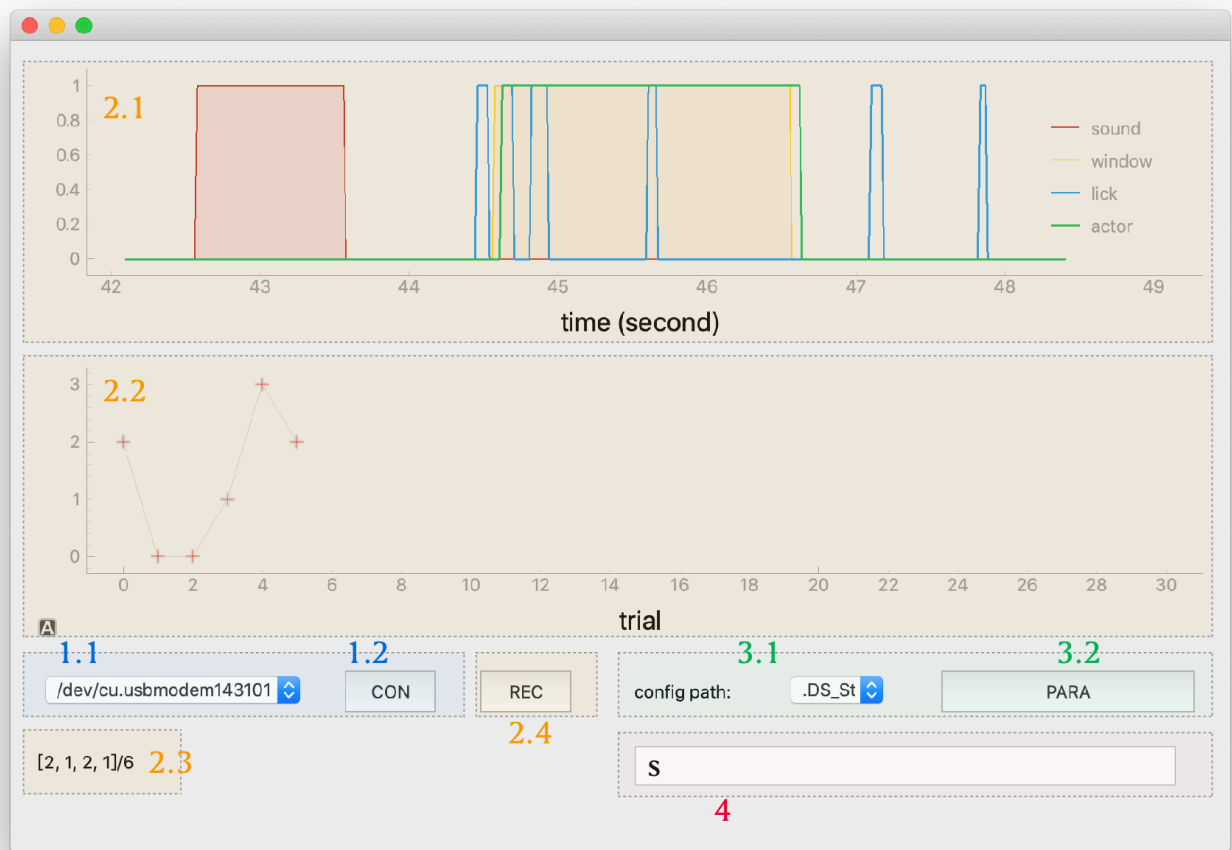 2.1
1
0.8
0.6
0.4
0.2
0
sound
window
lick
actor
42 43 44 45 46 47 48 49
time (second)
2.2
3
2
1
0
0 2 4 6 8 10 12 14 16 18 20 22 24 26 28 30
trial
A
1.1 1.2 3.1 3.2
/dev/cu.usbmodem143101 CON REC config path: .DS_St PARA
2.4
[2, 1, 2, 1]/6 2.3
s
4